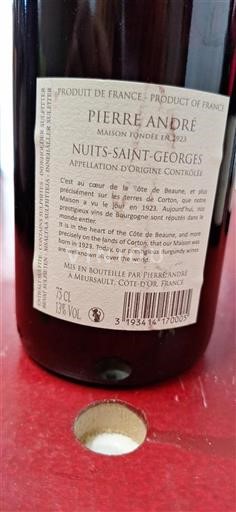 PRODUIT DE FRANCE - PRODUCT OF FRANCE
PIERRE ANDRÉ
MAISON FONDÉE EN 1923
NUITS-SAINT-GEORGES
APPELLATION D'ORIGINE CONTRÔLÉE
C'est au cœur de la Côte de Beaune, et plus
précisément sur les terres de Corton, que notre
Maison a vu le jour en 1923. Aujourd'hui, nos
prestigieux vins de Bourgogne sont réputés dans le
monde entier.
It is in the heart of the Côte de Beaune, and more
precisely on the lands of Corton, that our Maison was
born in 1923. Today, our prestigious burgundy wines
are well known all over the world.
MIS EN BOUTEILLE PAR PIERRE ANDRÉ
À MEURSAULT, CÔTE-D'OR, FRANCE
75 CL
13% VOL.
3 193414 170005
CONTAINS SULPHITES